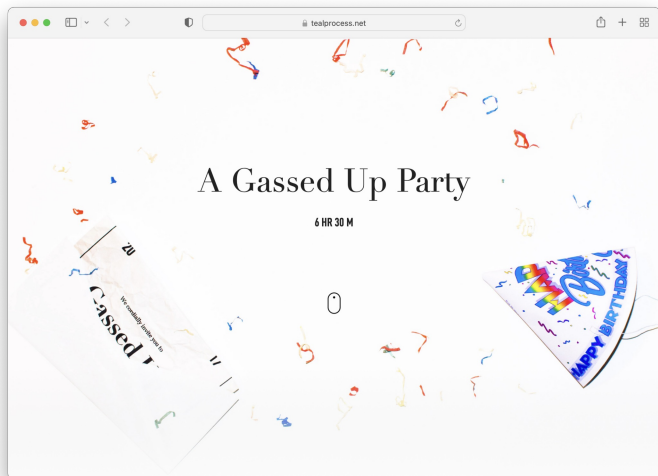 tealprocess.net
A Gassed Up Party
6 HR 30 M
We cordially invite you to
Gassed
HAPPY BIRTHDAY